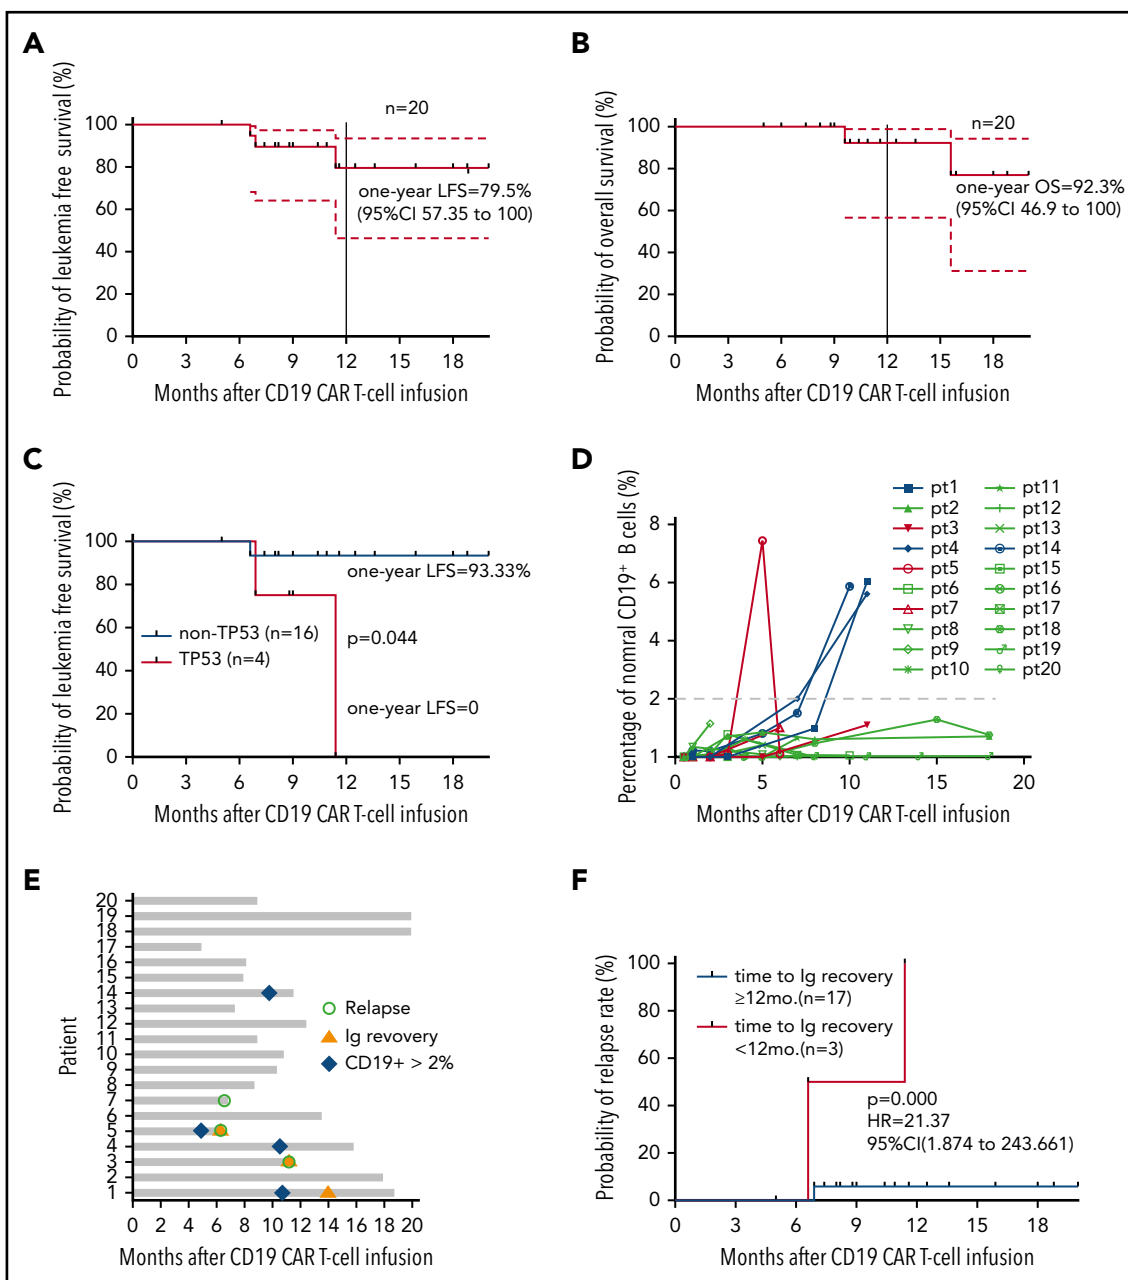 A
Probability of leukemia free survival (%)
100
80
60
40
20
0
n=20
one-year LFS=79.5%
(95%CI 57.35 to 100)
0 3 6 9 12 15 18
Months after CD19 CAR T-cell infusion
B
Probability of overall survival (%)
100
80
60
40
20
0
n=20
one-year OS=92.3%
(95%CI 46.9 to 100)
0 3 6 9 12 15 18
Months after CD19 CAR T-cell infusion
C
Probability of leukemia free survival (%)
100
80
60
40
20
0
one-year LFS=93.33%
non-TP53 (n=16)
TP53 (n=4)
p=0.044
one-year LFS=0
0 3 6 9 12 15 18
Months after CD19 CAR T-cell infusion
D
Percentage of nomral CD19+ B cells (%)
8
6
4
2
1
pt1 pt11
pt2 pt12
pt3 pt13
pt4 pt14
pt5 pt15
pt6 pt16
pt7 pt17
pt8 pt18
pt9 pt19
pt10 pt20
0 5 10 15 20
Months after CD19 CAR T-cell infusion
E
Patient
20
19
18
17
16
15
14
13
12
11
10
9
8
7
6
5
4
3
2
1
Relapse
Ig revovery
CD19+ > 2%
0 2 4 6 8 10 12 14 16 18 20
Months after CD19 CAR T-cell infusion
F
Probability of relapse rate (%)
100
80
60
40
20
0
time to Ig recovery
≥12mo.(n=17)
time to Ig recovery
<12mo.(n=3)
p=0.000
HR=21.37
95%CI(1.874 to 243.661)
0 3 6 9 12 15 18
Months after CD19 CAR T-cell infusion